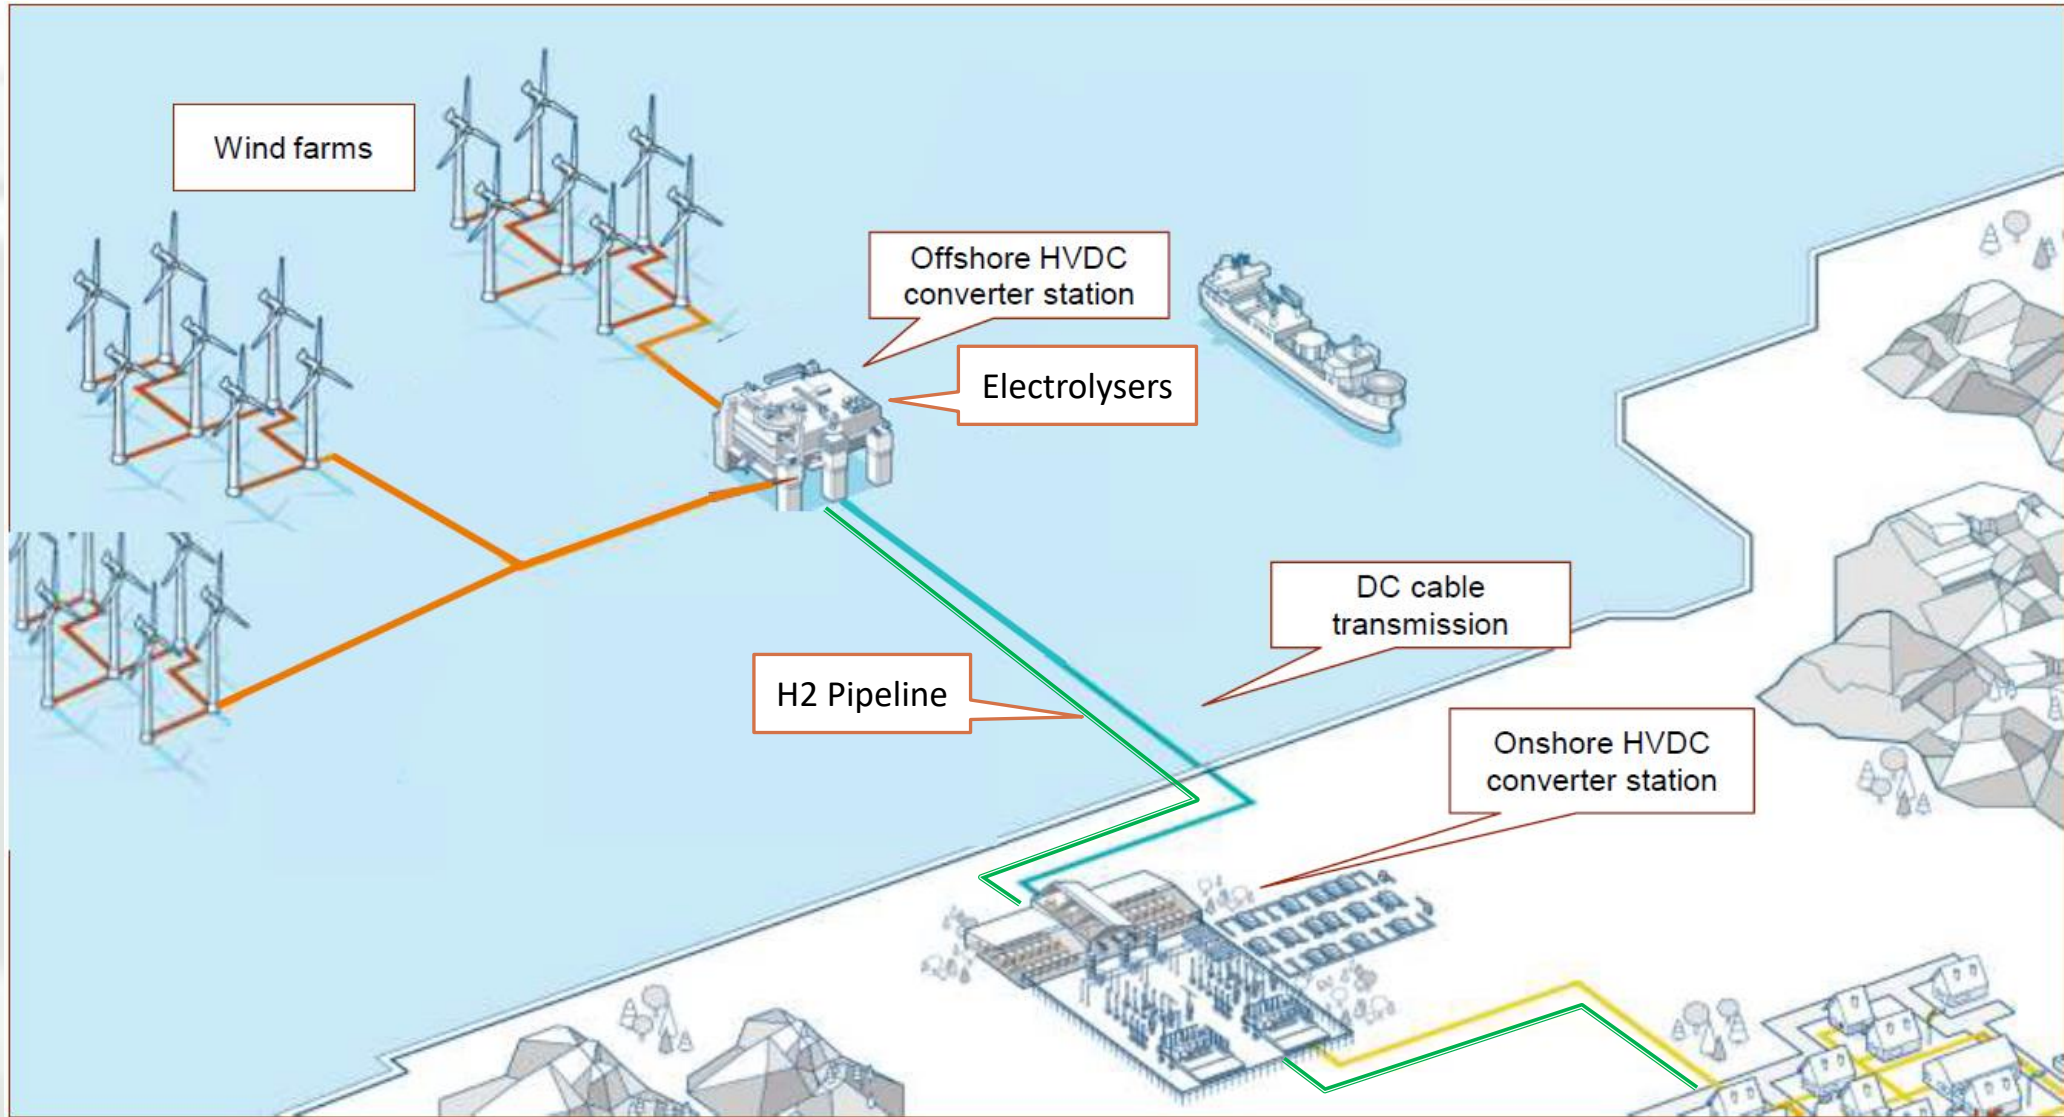 Wind farms
Offshore HVDC
converter station
Electrolysers
DC cable
transmission
H2 Pipeline
Onshore HVDC
converter station